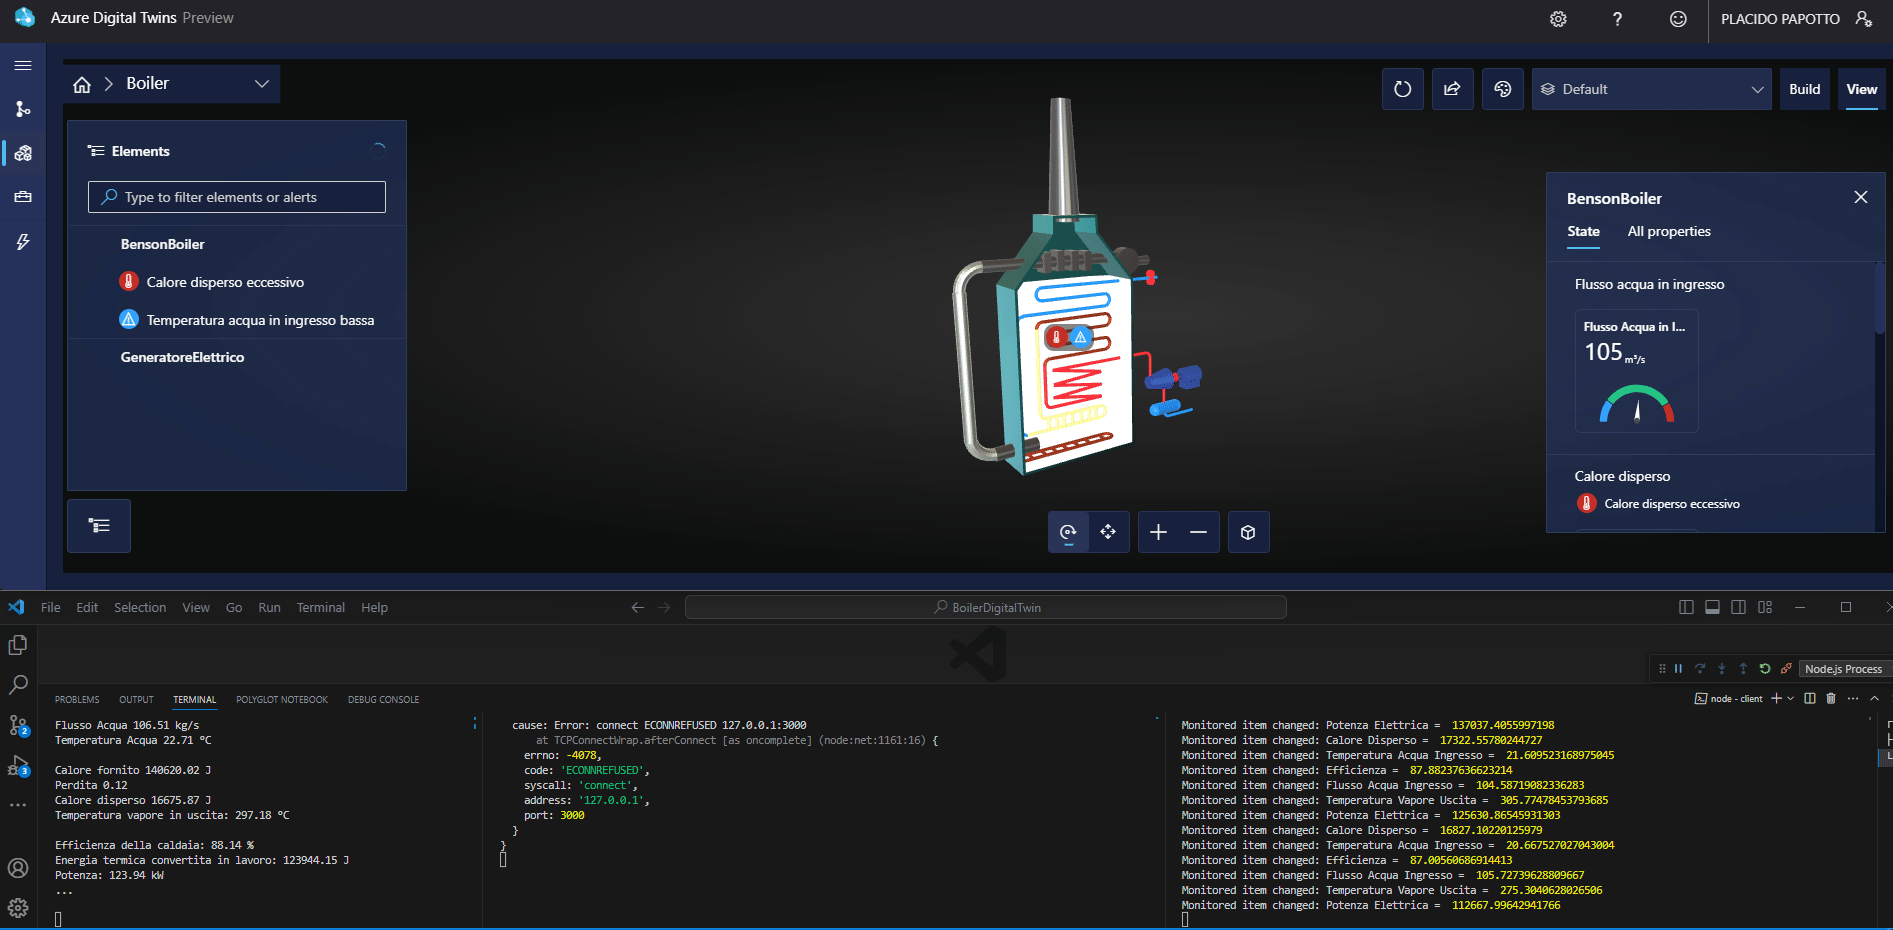 Azure Digital Twins Preview
PLACIDO PAPOTTO
Boiler
Default
Build
View
Elements
Type to filter elements or alerts
BensonBoiler
Calore disperso eccessivo
Temperatura acqua in ingresso bassa
GeneratoreElettrico
BensonBoiler
State
All properties
Flusso acqua in ingresso
Flusso Acqua in I...
105 m³/s
Calore disperso
Calore disperso eccessivo
File Edit Selection View Go Run Terminal Help
BoilerDigitalTwin
Node.js Process
PROBLEMS OUTPUT TERMINAL POLYGLOT NOTEBOOK DEBUG CONSOLE
node - client
2
3
Flusso Acqua 106.51 kg/s
Temperatura Acqua 22.71 °C
Calore fornito 140620.02 J
Perdita 0.12
Calore disperso 16675.87 J
Temperatura vapore in uscita: 297.18 °C
Efficienza della caldaia: 88.14 %
Energia termica convertita in lavoro: 123944.15 J
Potenza: 123.94 kW
...
cause: Error: connect ECONNREFUSED 127.0.0.1:3000
at TCPConnectWrap.afterConnect [as oncomplete] (node:net:1161:16) {
errno: -4078,
code: 'ECONNREFUSED',
syscall: 'connect',
address: '127.0.0.1',
port: 3000
}
}
Monitored item changed: Potenza Elettrica = 137037.4055997198
Monitored item changed: Calore Disperso = 17322.55780244727
Monitored item changed: Temperatura Acqua Ingresso = 21.609523168975045
Monitored item changed: Efficienza = 87.88237636623214
Monitored item changed: Flusso Acqua Ingresso = 104.58719082336283
Monitored item changed: Temperatura Vapore Uscita = 305.77478453793685
Monitored item changed: Potenza Elettrica = 125630.86545931303
Monitored item changed: Calore Disperso = 16827.10220125979
Monitored item changed: Temperatura Acqua Ingresso = 20.667527027043004
Monitored item changed: Efficienza = 87.00560686914413
Monitored item changed: Flusso Acqua Ingresso = 105.72739628809667
Monitored item changed: Temperatura Vapore Uscita = 275.3040628026506
Monitored item changed: Potenza Elettrica = 112667.99642941766